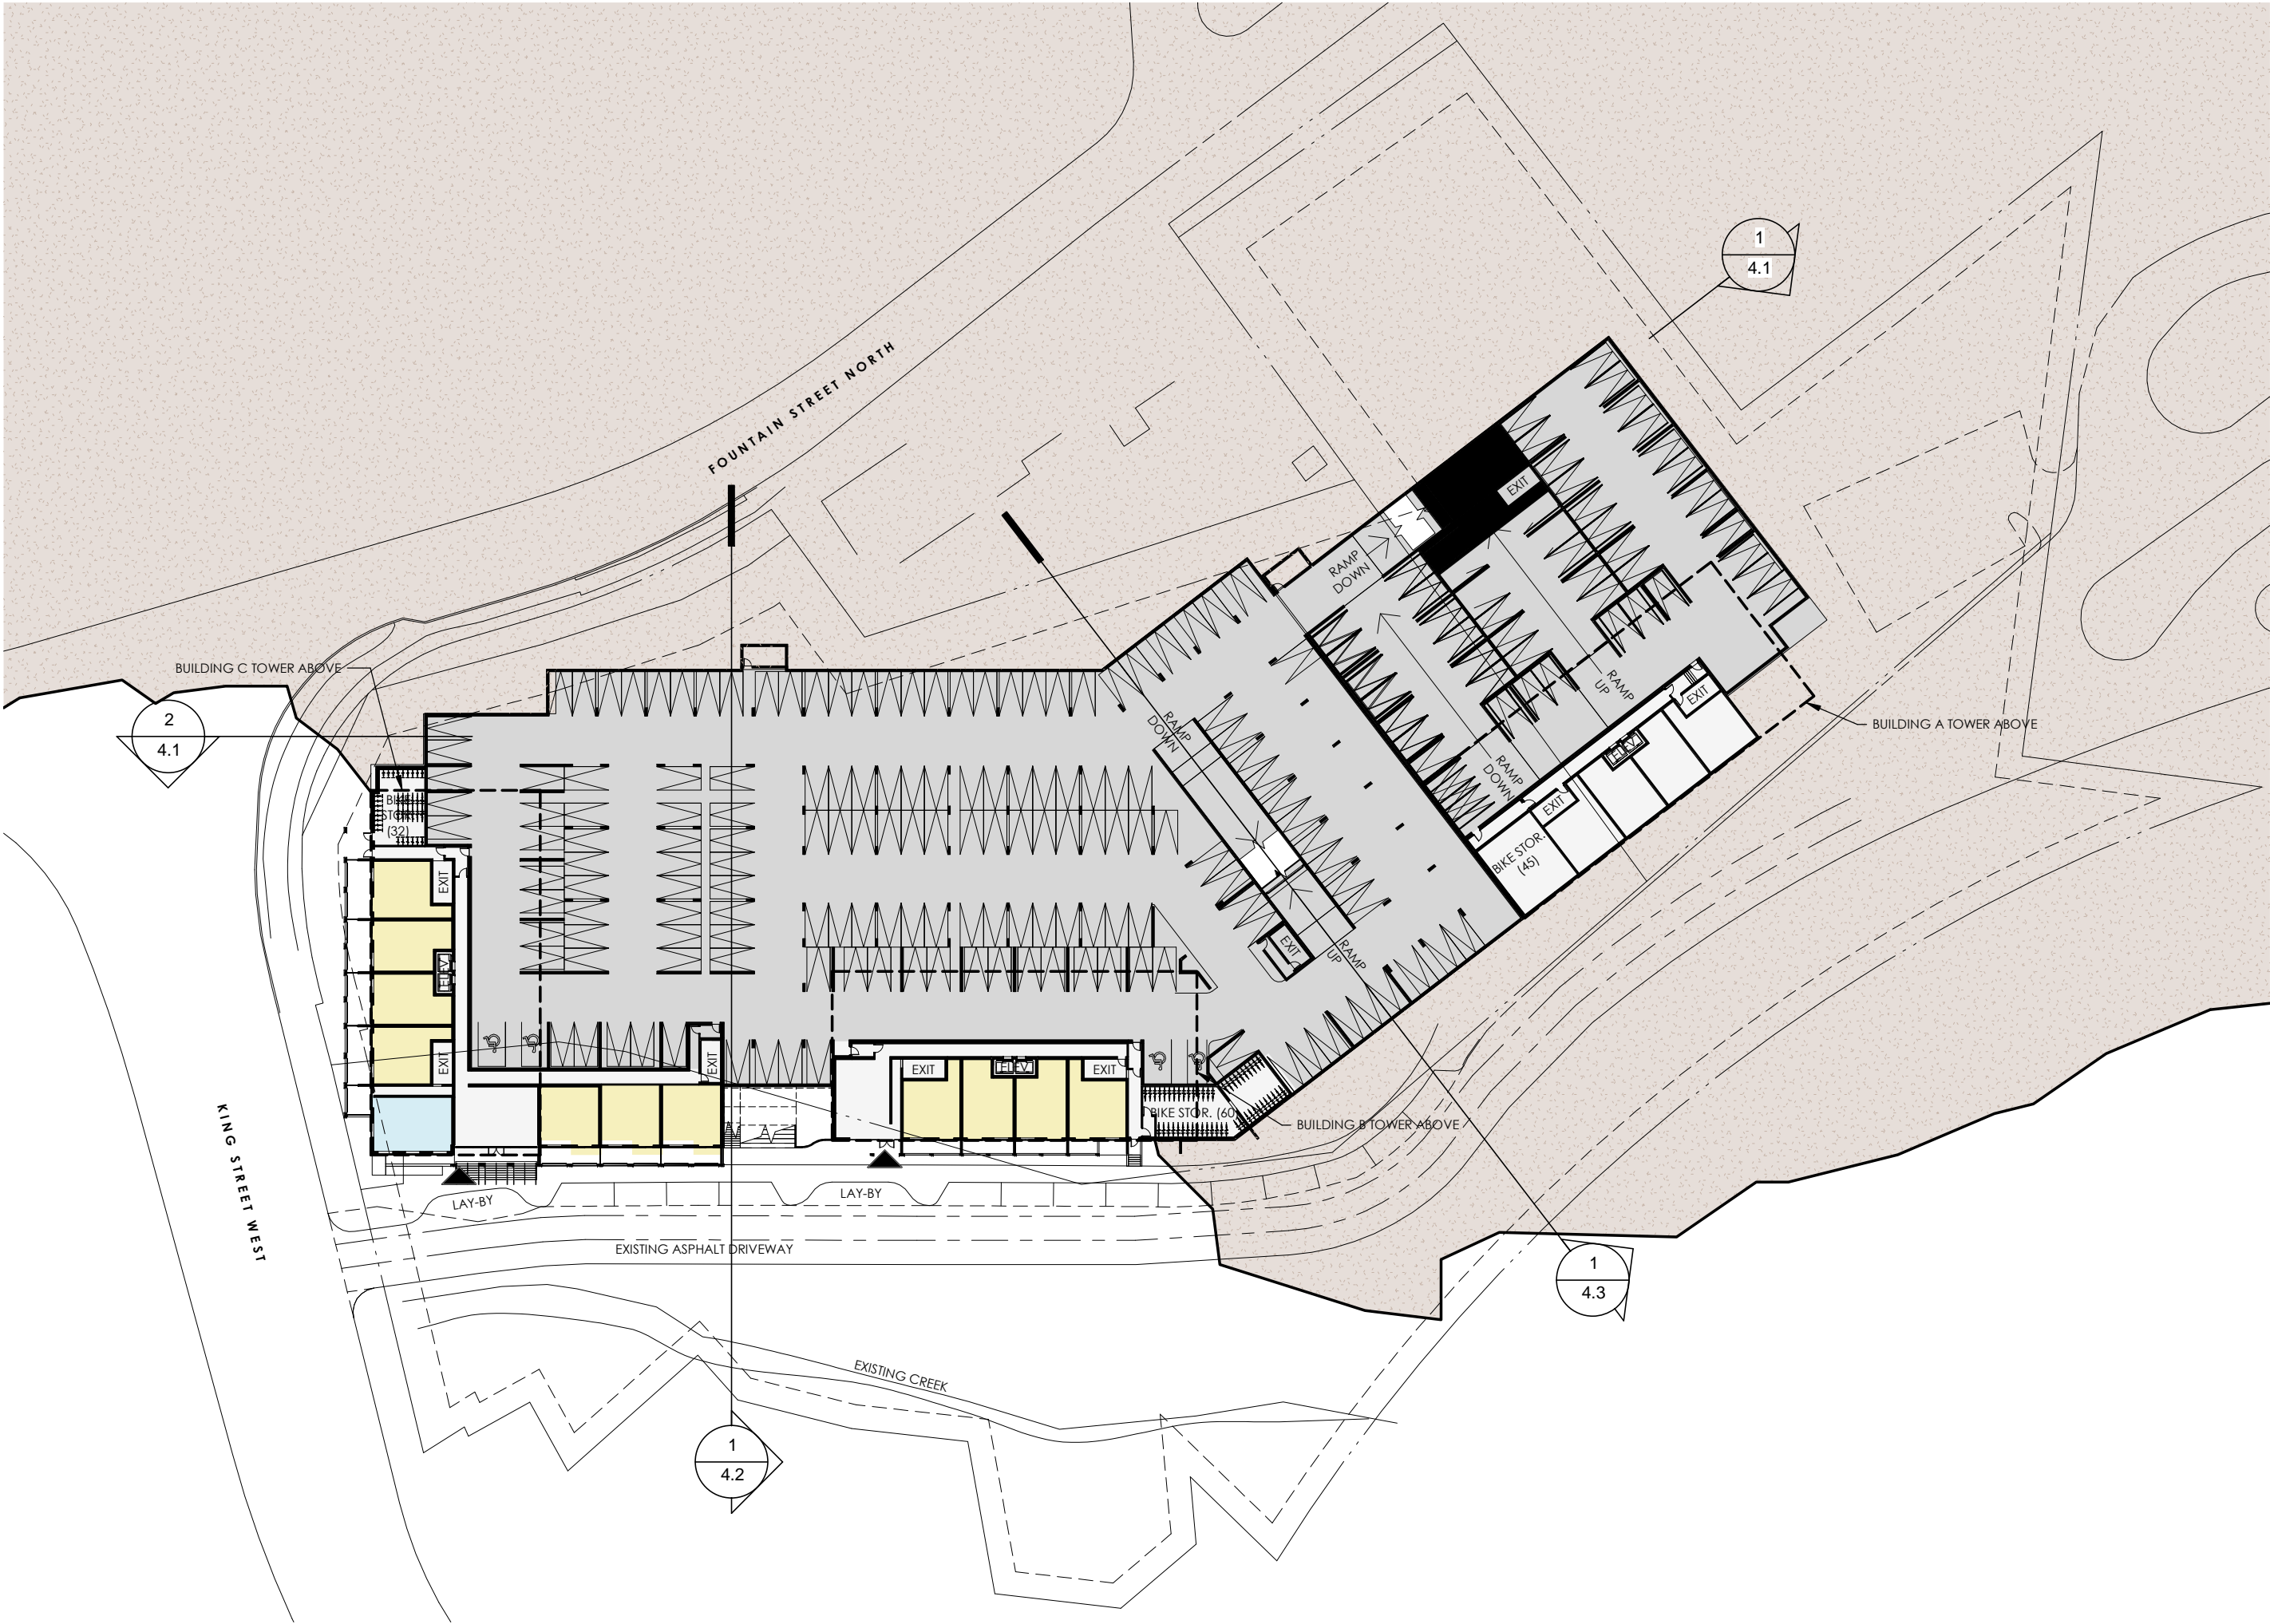 1
4.1
FOUNTAIN STREET NORTH
EXIT
RAMP
DOWN
BUILDING C TOWER ABOVE
2
4.1
RAMP
UP
EXIT
BUILDING A TOWER ABOVE
RAMP
DOWN
ELEV.
RAMP
DOWN
EXIT
BIKE
STOR.
(32)
BIKE STOR.
(45)
EXIT
ELEV.
EXIT
RAMP
UP
EXIT
EXIT
EXIT
ELEV.
EXIT
BIKE STOR. (60)
BUILDING B TOWER ABOVE
KING STREET WEST
LAY-BY
LAY-BY
EXISTING ASPHALT DRIVEWAY
1
4.3
EXISTING CREEK
1
4.2